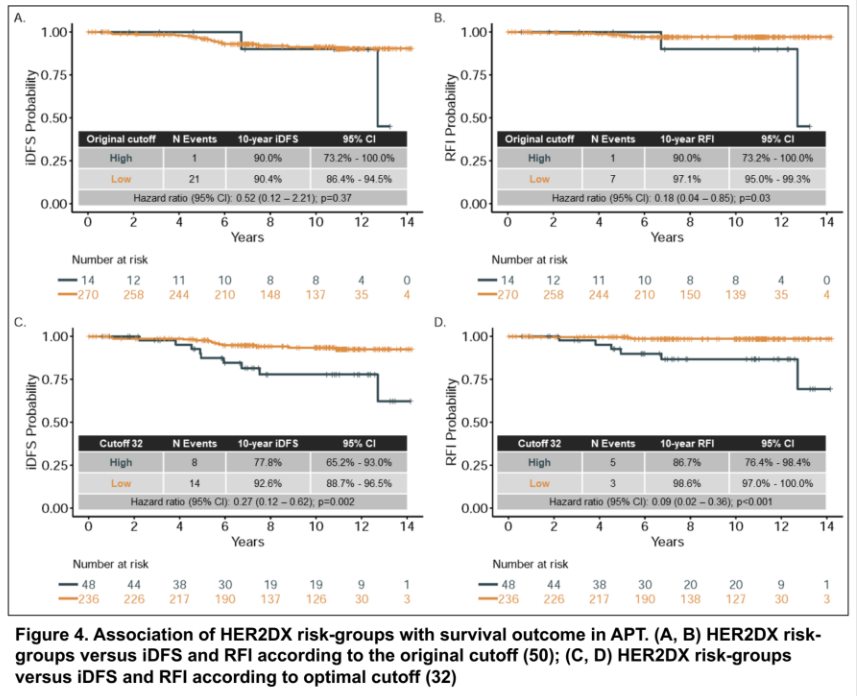 A.
iDFS Probability
1.00
0.75
0.50
0.25
0.00
Original cutoff N Events 10-year iDFS 95% CI
High 1 90.0% 73.2% - 100.0%
Low 21 90.4% 86.4% - 94.5%
Hazard ratio (95% CI): 0.52 (0.12 – 2.21); p=0.37
0 2 4 6 8 10 12 14
Years
Number at risk
14 12 11 10 8 8 4 0
270 258 244 210 148 137 35 4
B.
RFI Probability
1.00
0.75
0.50
0.25
0.00
Original cutoff N Events 10-year RFI 95% CI
High 1 90.0% 73.2% - 100.0%
Low 7 97.1% 95.0% - 99.3%
Hazard ratio (95% CI): 0.18 (0.04 – 0.85); p=0.03
0 2 4 6 8 10 12 14
Years
Number at risk
14 12 11 10 8 8 4 0
270 258 244 210 150 139 35 4
C.
iDFS Probability
1.00
0.75
0.50
0.25
0.00
Cutoff 32 N Events 10-year iDFS 95% CI
High 8 77.8% 65.2% - 93.0%
Low 14 92.6% 88.7% - 96.5%
Hazard ratio (95% CI): 0.27 (0.12 – 0.62); p=0.002
0 2 4 6 8 10 12 14
Years
Number at risk
48 44 38 30 19 19 9 1
236 226 217 190 137 126 30 3
D.
RFI Probability
1.00
0.75
0.50
0.25
0.00
Cutoff 32 N Events 10-year RFI 95% CI
High 5 86.7% 76.4% - 98.4%
Low 3 98.6% 97.0% - 100.0%
Hazard ratio (95% CI): 0.09 (0.02 – 0.36); p<0.001
0 2 4 6 8 10 12 14
Years
Number at risk
48 44 38 30 20 20 9 1
236 226 217 190 138 127 30 3
Figure 4. Association of HER2DX risk-groups with survival outcome in APT. (A, B) HER2DX risk-
groups versus iDFS and RFI according to the original cutoff (50); (C, D) HER2DX risk-groups
versus iDFS and RFI according to optimal cutoff (32)